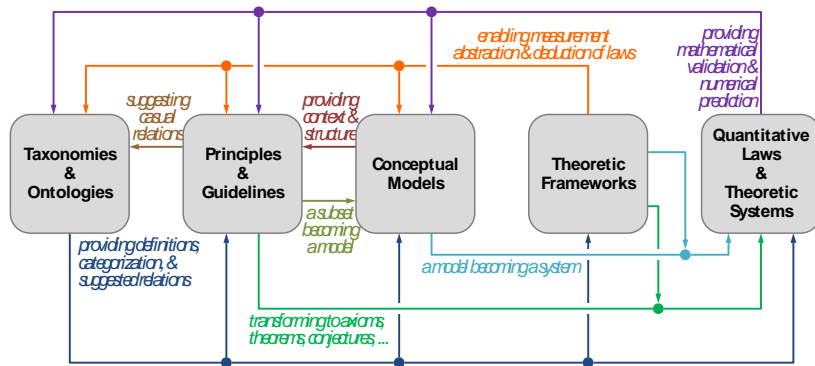 enabling measurement
abstraction & deduction of laws
providing
mathematical
validation &
numerical
prediction
suggesting
casual
relations
providing
context &
structure
Taxonomies
&
Ontologies
Principles
&
Guidelines
Conceptual
Models
Theoretic
Frameworks
Quantitative
Laws
&
Theoretic
Systems
a subset
becoming
a model
providing definitions,
categorization, &
suggested relations
a model becoming a system
transforming to axioms,
theorems, conjectures, ...